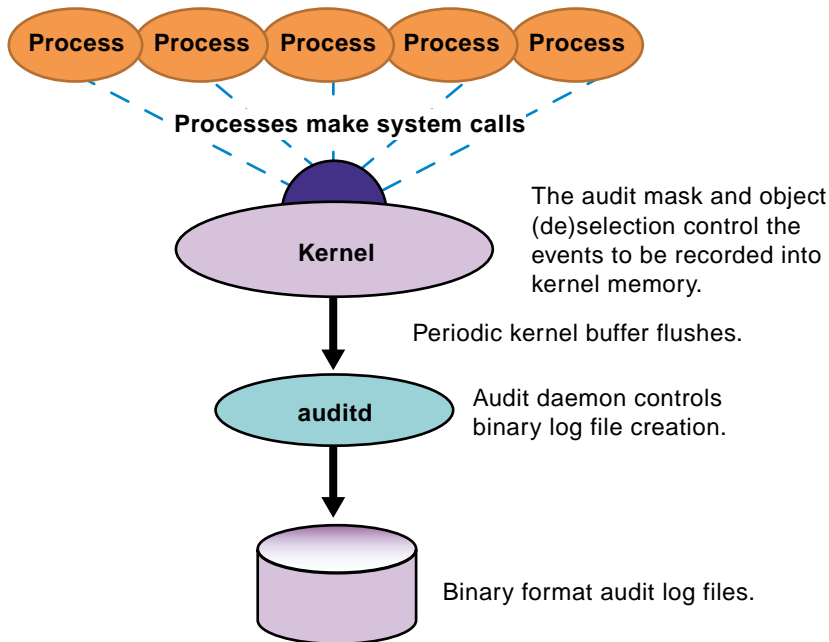 Process Process Process Process Process
Processes make system calls
The audit mask and object
(de)selection control the
events to be recorded into
kernel memory.
Kernel
Periodic kernel buffer flushes.
auditd
Audit daemon controls
binary log file creation.
Binary format audit log files.